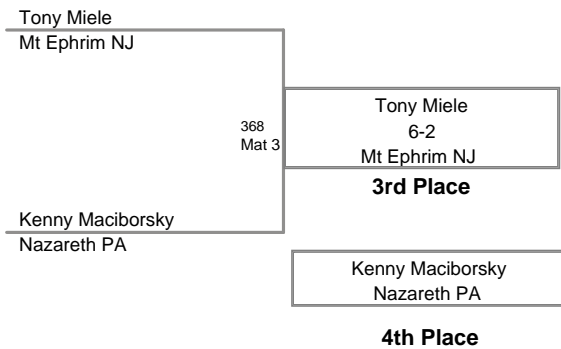 Tony Miele
Mt Ephrim NJ
368
Mat 3
Tony Miele
6-2
Mt Ephrim NJ
3rd Place
Kenny Maciborsky
Nazareth PA
Kenny Maciborsky
Nazareth PA
4th Place